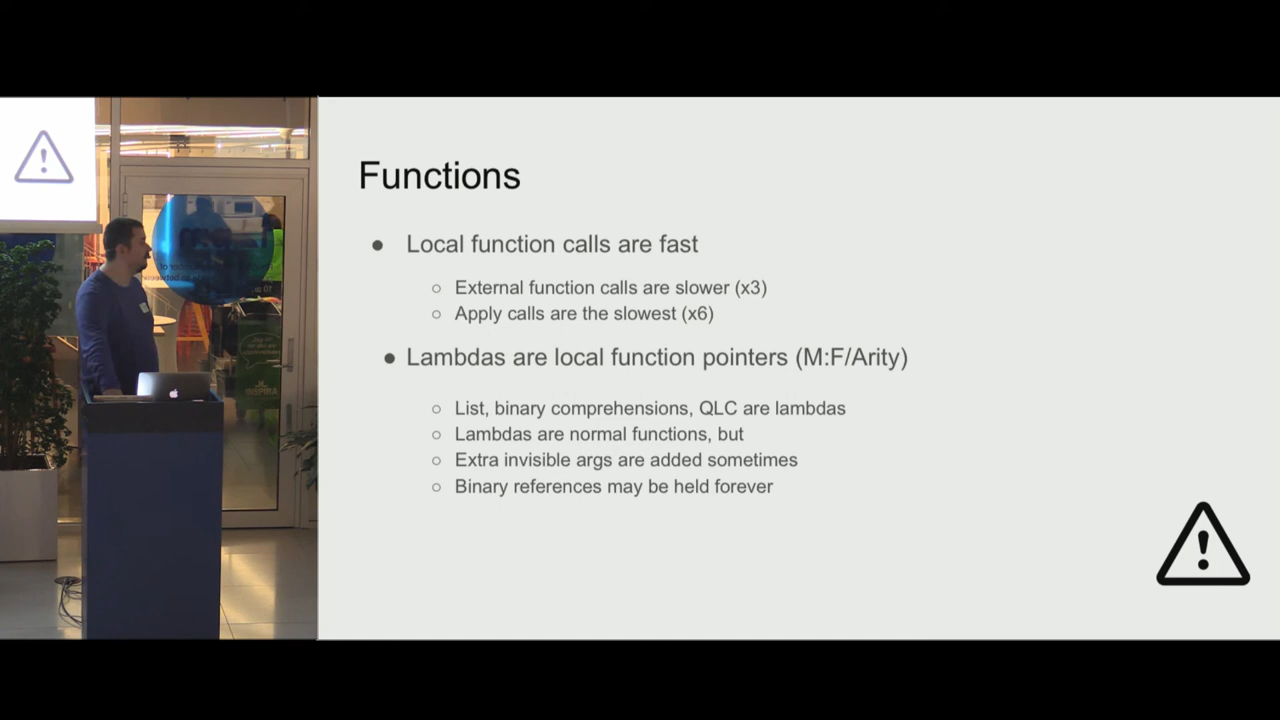 Functions
● Local function calls are fast
○ External function calls are slower (x3)
○ Apply calls are the slowest (x6)
● Lambdas are local function pointers (M:F/Arity)
○ List, binary comprehensions, QLC are lambdas
○ Lambdas are normal functions, but
○ Extra invisible args are added sometimes
○ Binary references may be held forever
INSPIRA